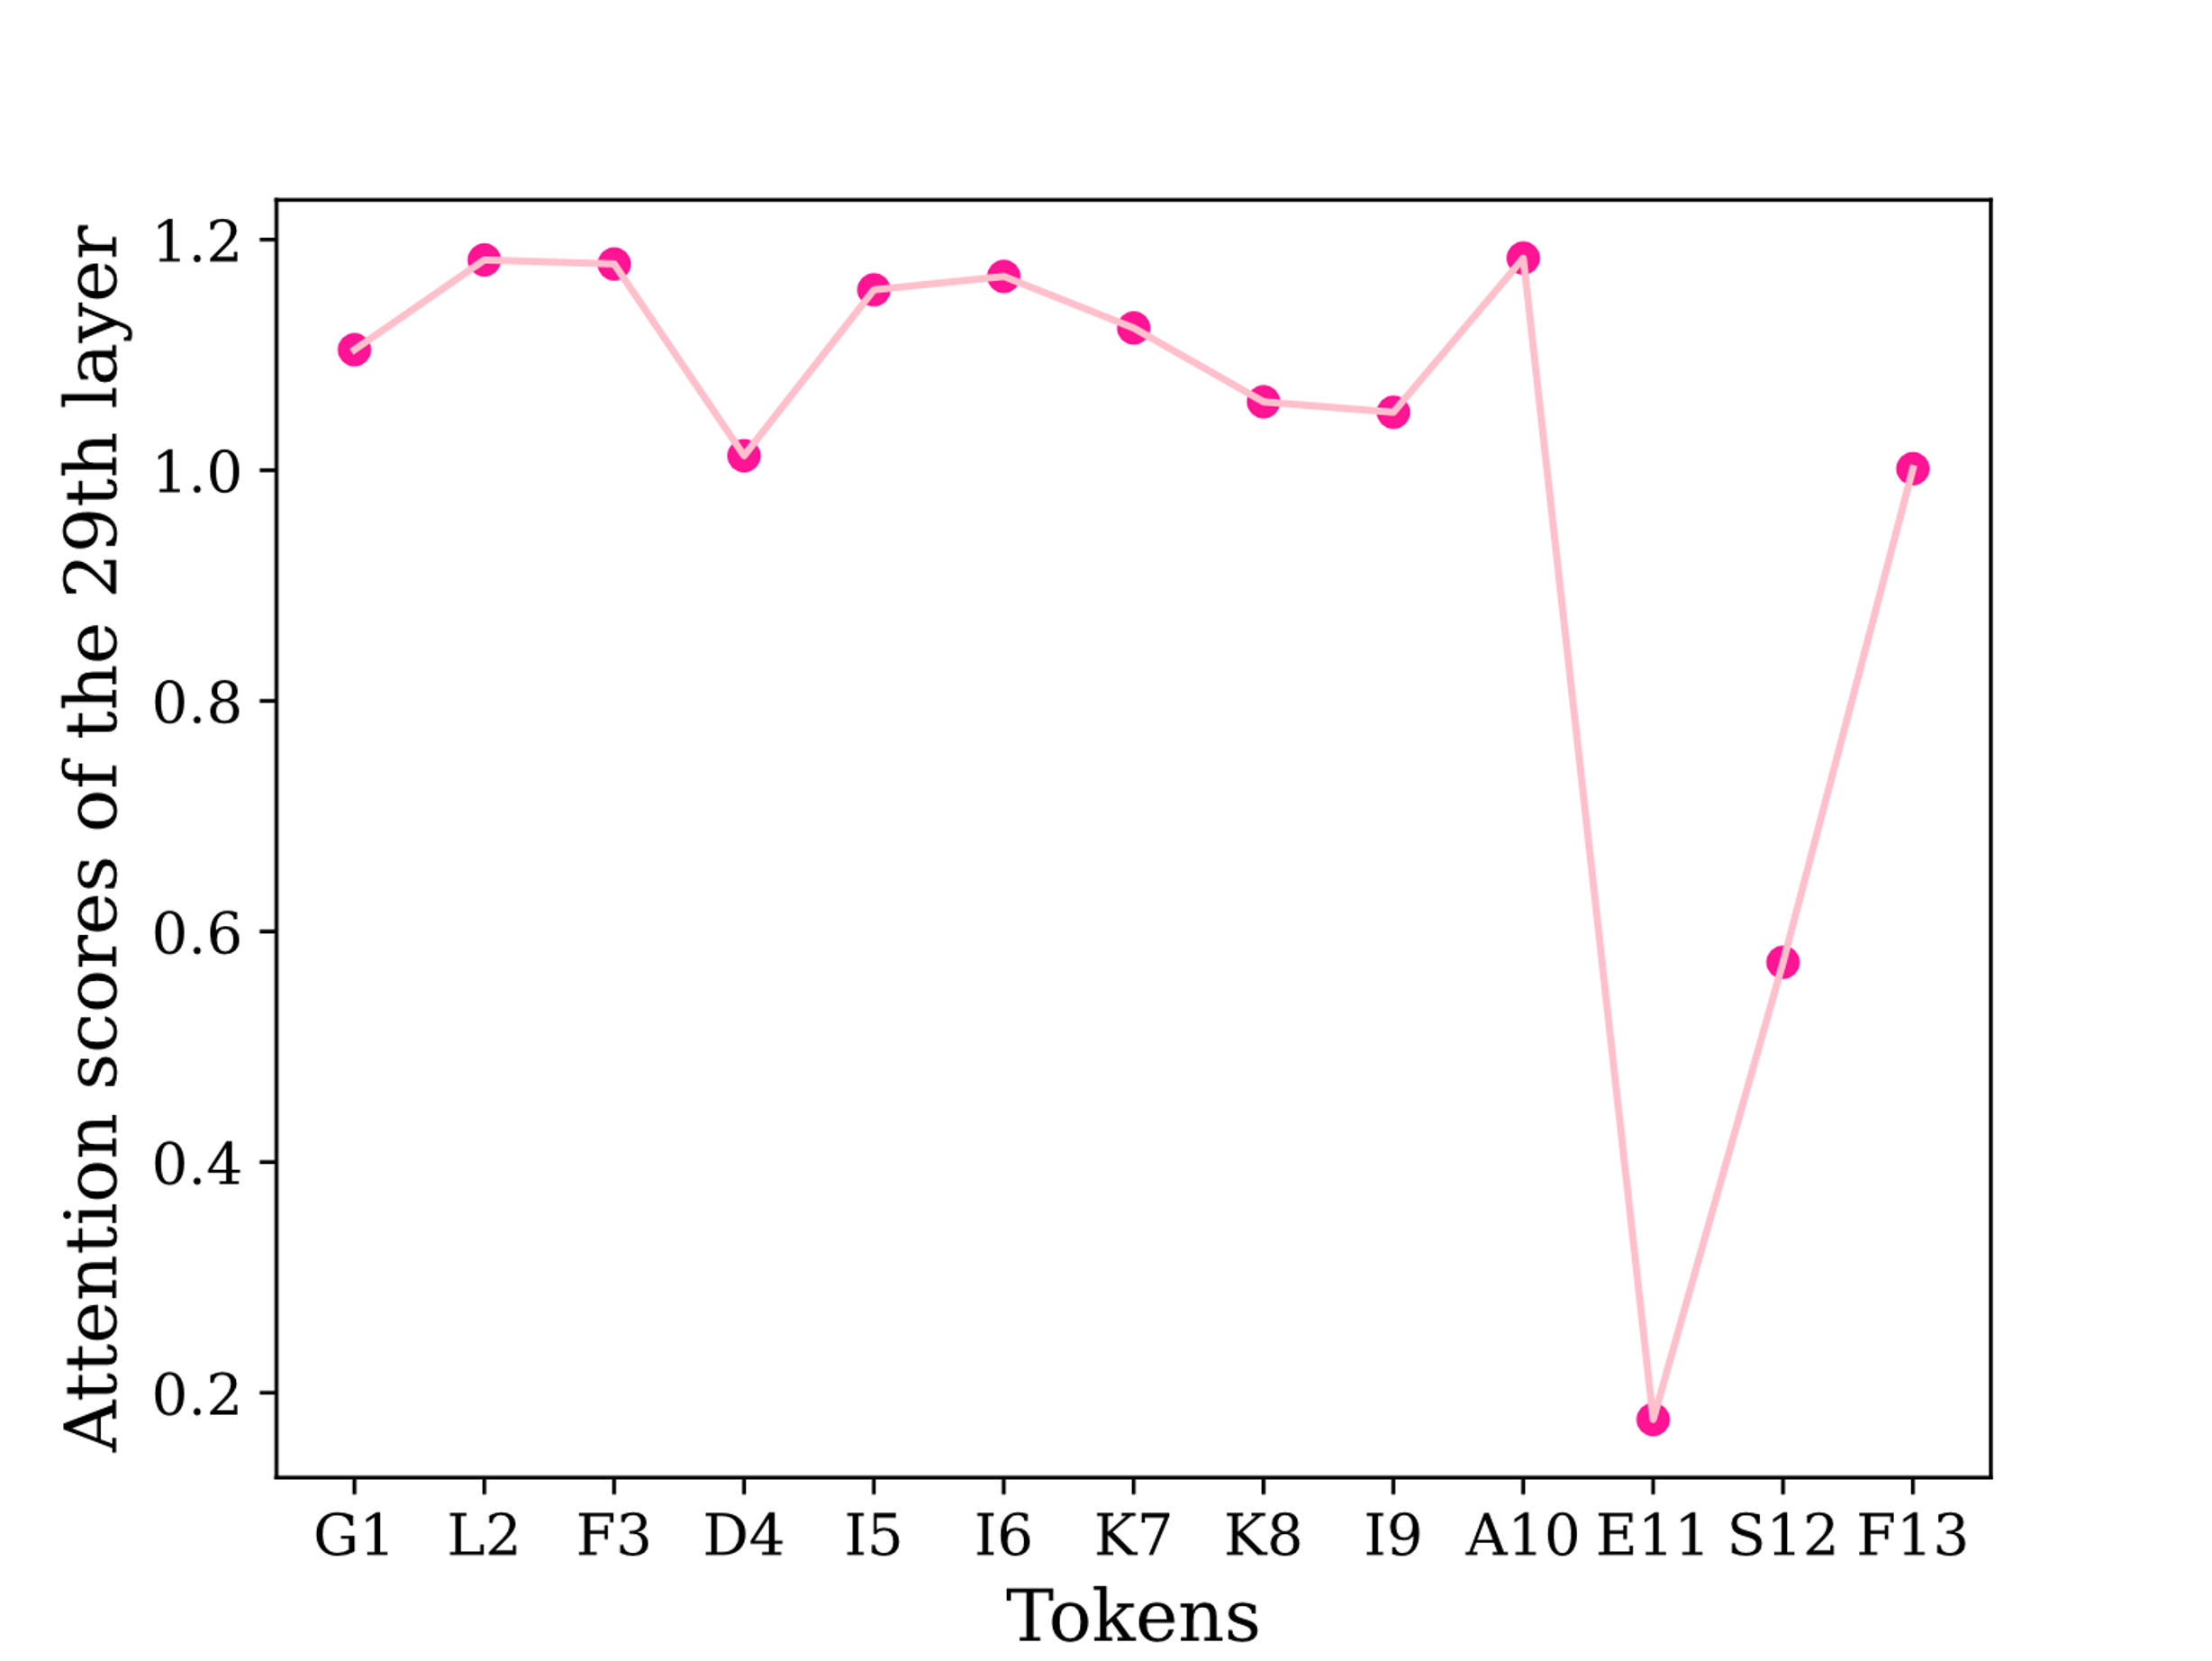 Attention scores of the 29th layer
1.2
1.0
0.8
0.6
0.4
0.2
G1 L2 F3 D4 I5 I6 K7 K8 I9 A10 E11 S12 F13
Tokens